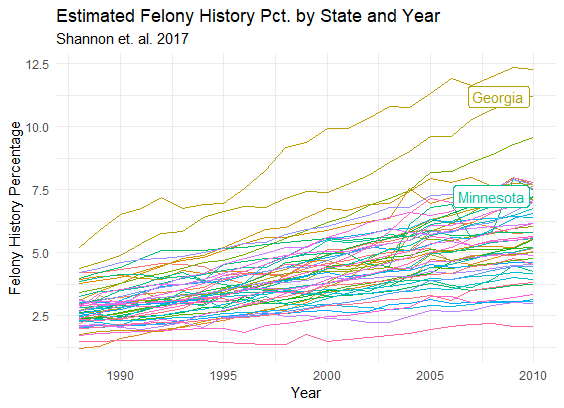 Estimated Felony History Pct. by State and Year
Shannon et. al. 2017
12.5
10.0
7.5
5.0
2.5
Felony History Percentage
Georgia
Minnesota
1990
1995
2000
2005
2010
Year